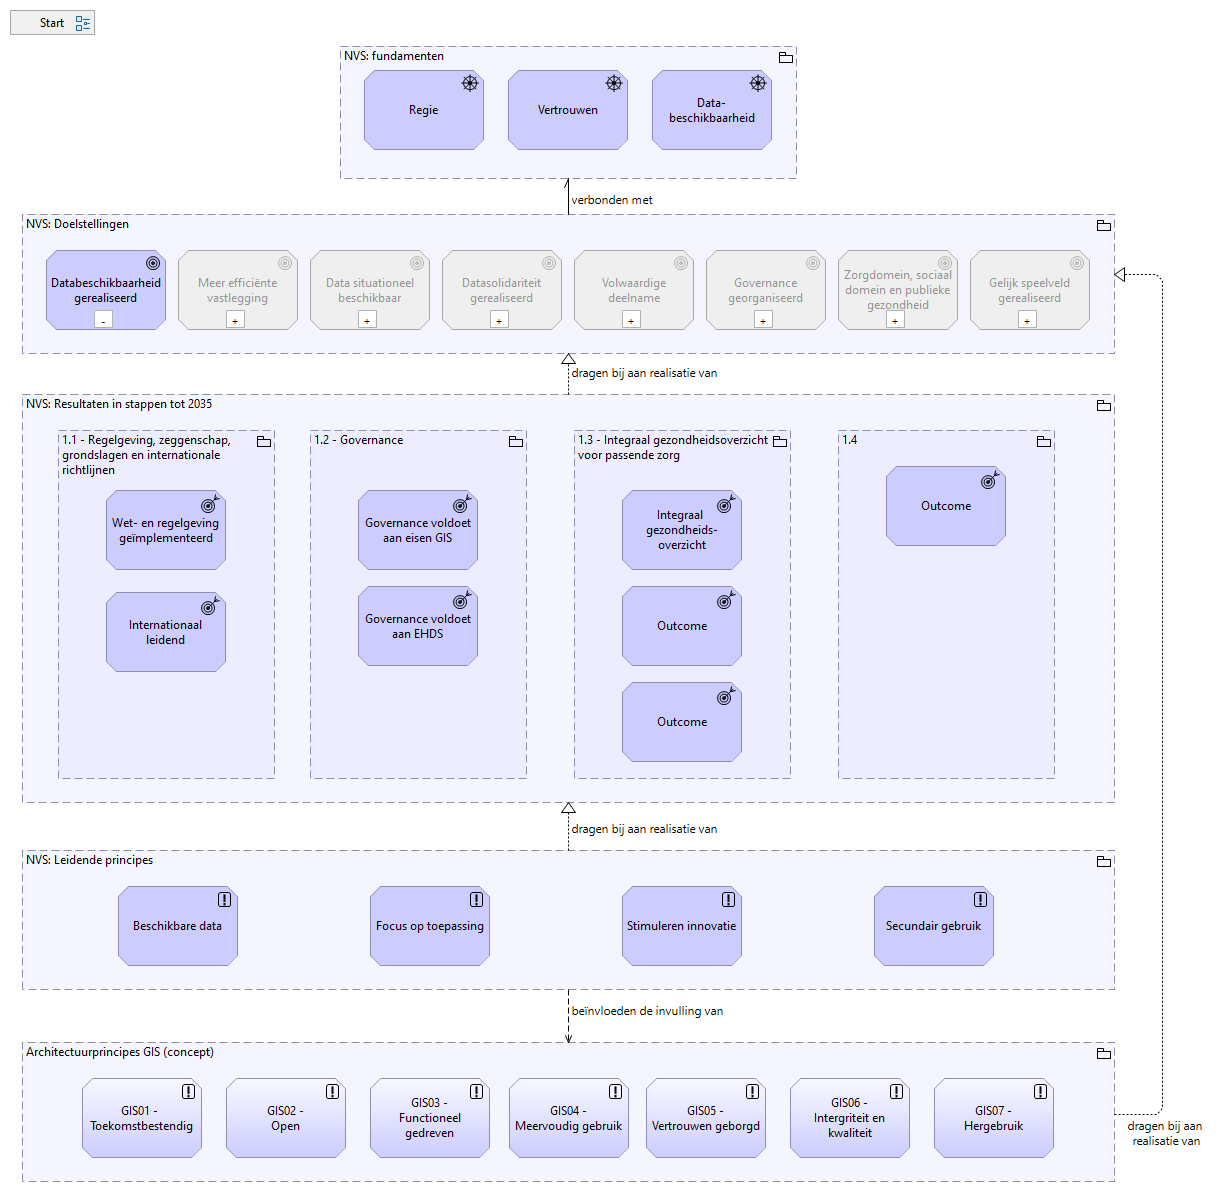 Start
NVS: fundamenten
Regie
Vertrouwen
Data-
beschikbaarheid
verbonden met
NVS: Doelstellingen
Databeschikbaarheid
gerealiseerd
-
Meer efficiënte
vastlegging
+
Data situationeel
beschikbaar
+
Datasolidariteit
gerealiseerd
+
Volwaardige
deelname
+
Governance
georganiseerd
+
Zorgdomein, sociaal
domein en publieke
gezondheid
+
Gelijk speelveld
gerealiseerd
+
dragen bij aan realisatie van
NVS: Resultaten in stappen tot 2035
1.1 - Regelgeving, zeggenschap,
grondslagen en internationale
richtlijnen
Wet- en regelgeving
geïmplementeerd
Internationaal
leidend
1.2 - Governance
Governance voldoet
aan eisen GIS
Governance voldoet
aan EHDS
1.3 - Integraal gezondheidsoverzicht
voor passende zorg
Integraal
gezondheids-
overzicht
Outcome
Outcome
1.4
Outcome
dragen bij aan realisatie van
NVS: Leidende principes
Beschikbare data
Focus op toepassing
Stimuleren innovatie
Secundair gebruik
beïnvloeden de invulling van
Architectuurprincipes GIS (concept)
GIS01 -
Toekomstbestendig
GIS02 -
Open
GIS03 -
Functioneel
gedreven
GIS04 -
Meervoudig gebruik
GIS05 -
Vertrouwen geborgd
GIS06 -
Intergriteit en
kwaliteit
GIS07 -
Hergebruik
dragen bij aan
realisatie van